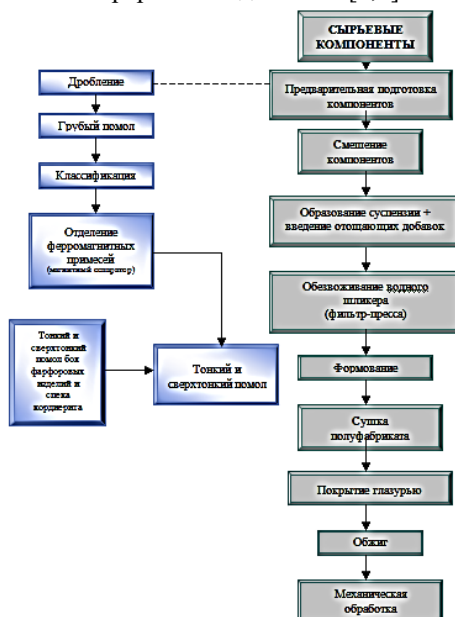 СЫРЬЕВЫЕ
КОМПОНЕНТЫ
Дробление
Предварительная подготовка
компонентов
Грубый помол
Смешение
компонентов
Классификация
Образование суспензии +
введение отощающих добавок
Отделение
ферромагнитных
примесей
(магнитный сепаратор)
Обезвоживание водного
шликера
(фильтр-пресса)
Тонкий и
сверхтонкий
помол боя
фарфоровых
изделий и
спека
кордиерита
Тонкий и
сверхтонкий помол
Формование
Сушка
полуфабриката
Покрытие глазурью
Обжиг
Механическая
обработка